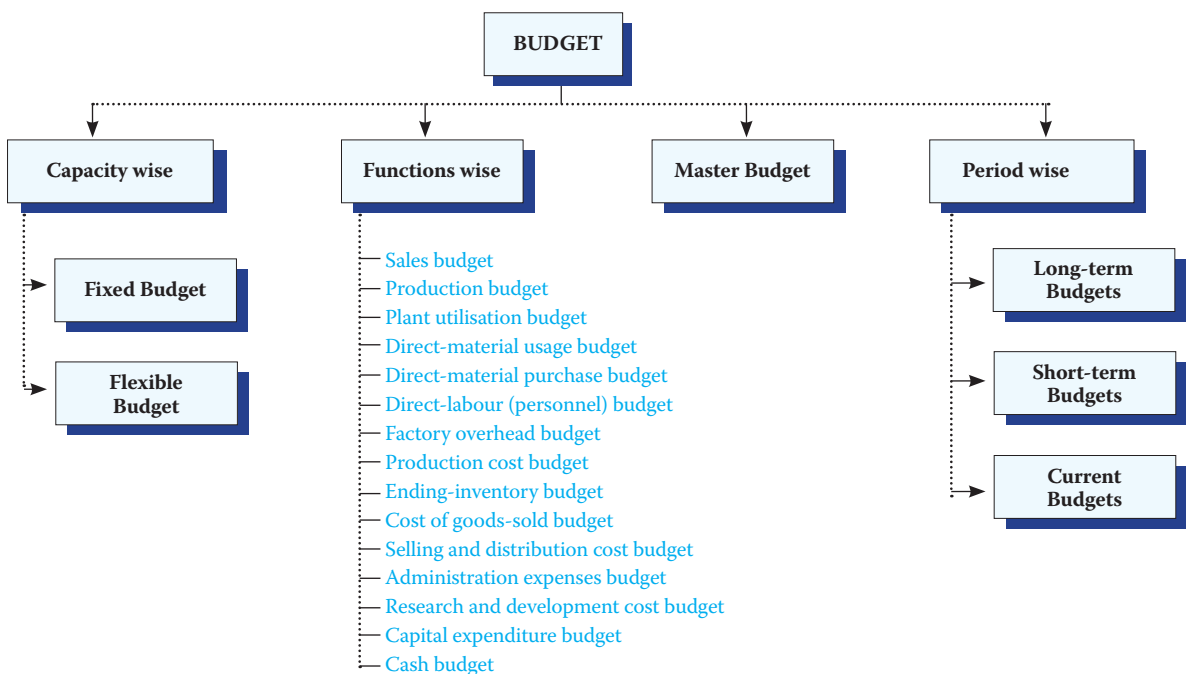 BUDGET
Capacity wise
Functions wise
Master Budget
Period wise
Fixed Budget
Flexible
Budget
Sales budget
Production budget
Plant utilisation budget
Direct-material usage budget
Direct-material purchase budget
Direct-labour (personnel) budget
Factory overhead budget
Production cost budget
Ending-inventory budget
Cost of goods-sold budget
Selling and distribution cost budget
Administration expenses budget
Research and development cost budget
Capital expenditure budget
Cash budget
Long-term
Budgets
Short-term
Budgets
Current
Budgets